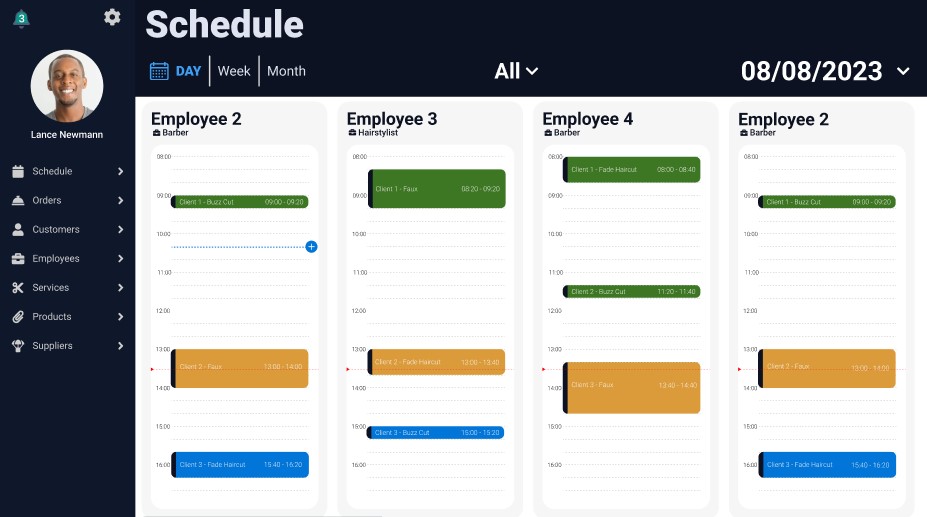 3
Schedule
DAY
Week
Month
All
08/08/2023
Lance Newmann
Schedule
Orders
Customers
Employees
Services
Products
Suppliers
Employee 2
Barber
08:00
09:00
Client 1 - Buzz Cut 09:00 - 09:20
10:00
11:00
12:00
13:00
Client 2 - Faux 13:00 - 14:00
14:00
15:00
16:00
Client 3 - Fade Haircut 15:40 - 16:20
Employee 3
Hairstylist
08:00
Client 1 - Faux 08:20 - 09:20
09:00
10:00
11:00
12:00
13:00
Client 2 - Fade Haircut 13:00 - 13:40
14:00
15:00
Client 3 - Buzz Cut 15:00 - 15:20
16:00
Employee 4
Barber
08:00
Client 1 - Fade Haircut 08:00 - 08:40
09:00
10:00
11:00
Client 2 - Buzz Cut 11:20 - 11:40
12:00
13:00
Client 3 - Faux 13:40 - 14:40
14:00
15:00
16:00
Employee 2
Barber
08:00
09:00
Client 1 - Buzz Cut 09:00 - 09:20
10:00
11:00
12:00
13:00
Client 2 - Faux 13:00 - 14:00
14:00
15:00
16:00
Client 3 - Fade Haircut 15:40 - 16:20